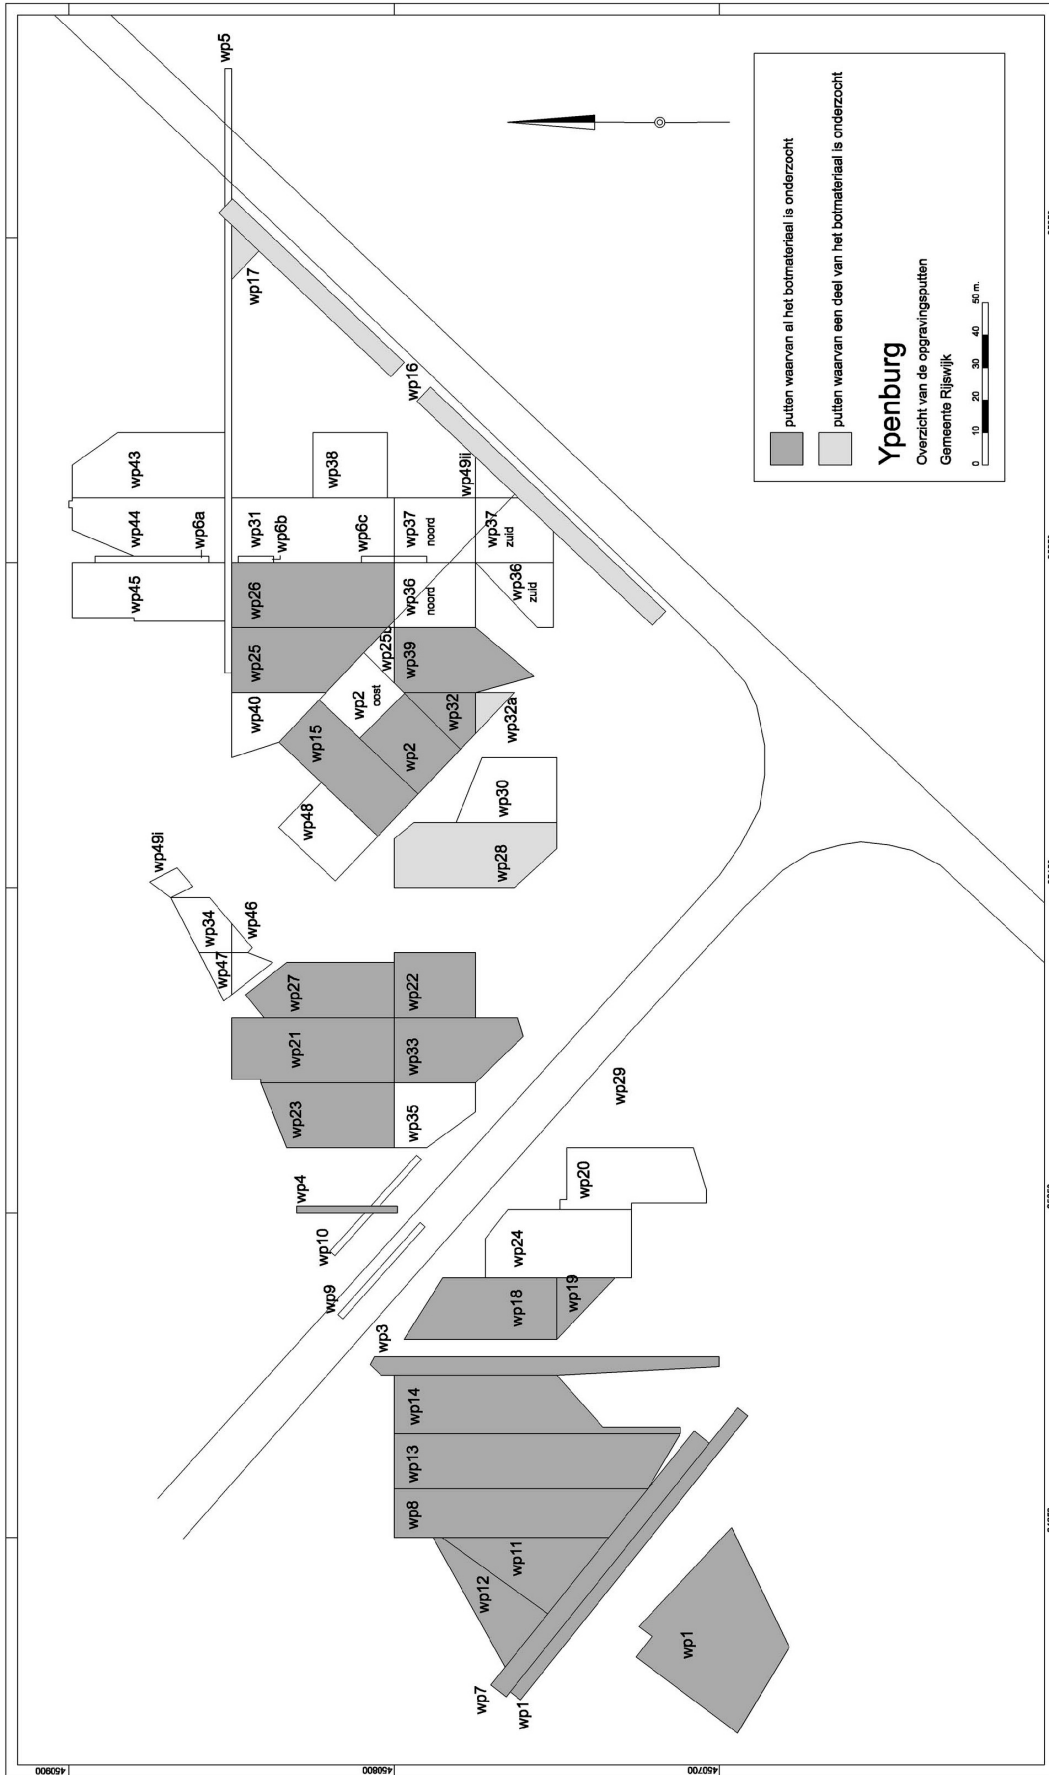 wp5
wp17
wp16
wp43
wp38
wp49ii
wp44
wp6a
wp31
wp6b
wp6c
wp37
noord
wp37
zuid
wp45
wp26
wp36
noord
wp36
zuid
wp25
wp25b
wp39
wp40
wp2
oost
wp32
wp32a
wp15
wp2
wp48
wp30
wp28
wp49i
wp34
wp46
wp47
wp27
wp22
wp21
wp33
wp23
wp35
wp29
wp4
wp10
wp9
wp20
wp24
wp18
wp19
wp3
wp14
wp13
wp8
wp11
wp12
wp7
wp1
wp1
putten waarvan al het botmateriaal is onderzocht
putten waarvan een deel van het botmateriaal is onderzocht
Ypenburg
Overzicht van de opgravingsputten
Gemeente Rijswijk
0 10 20 30 40 50 m.
450900
450800
450700